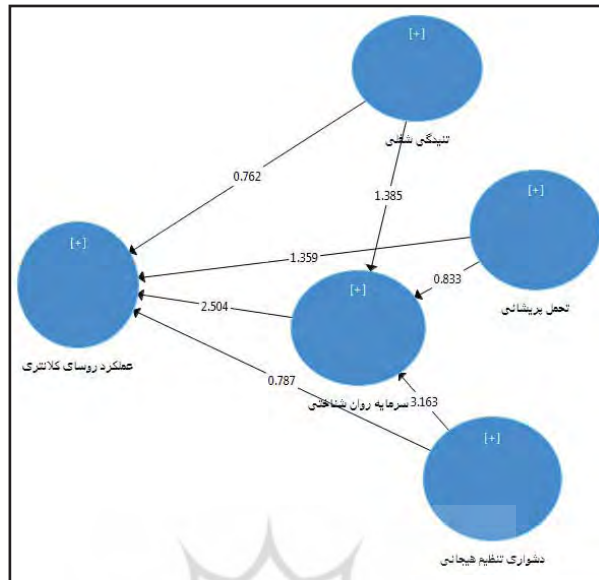 [+]
تنیدگی شغلی
0.762
1.385
[+]
[+]
1.359
[+]
0.833
تحمل پریشانی
2.504
عملکرد روسای کلانتری
0.787
سرمایه روان شناختی
3.163
[+]
دشواری تنظیم هیجانی